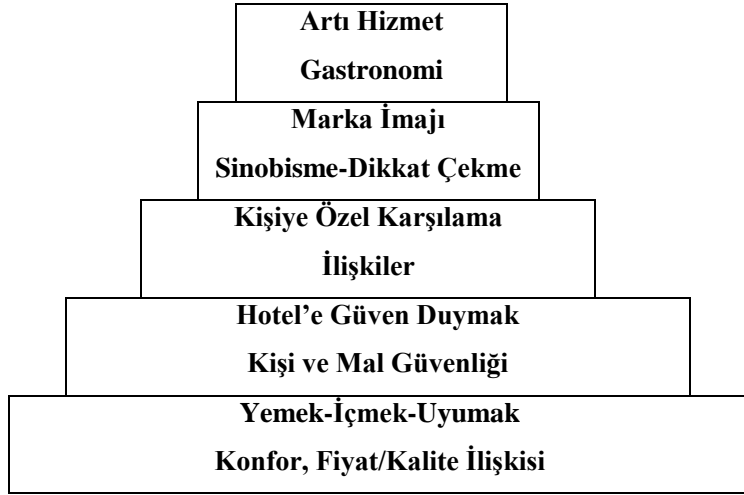 Artı Hizmet
Gastronomi
Marka İmajı
Sinobisme-Dikkat Çekme
Kişiye Özel Karşılama
İlişkiler
Hotel’e Güven Duymak
Kişi ve Mal Güvenliği
Yemek-İçmek-Uyumak
Konfor, Fiyat/Kalite İlişkisi